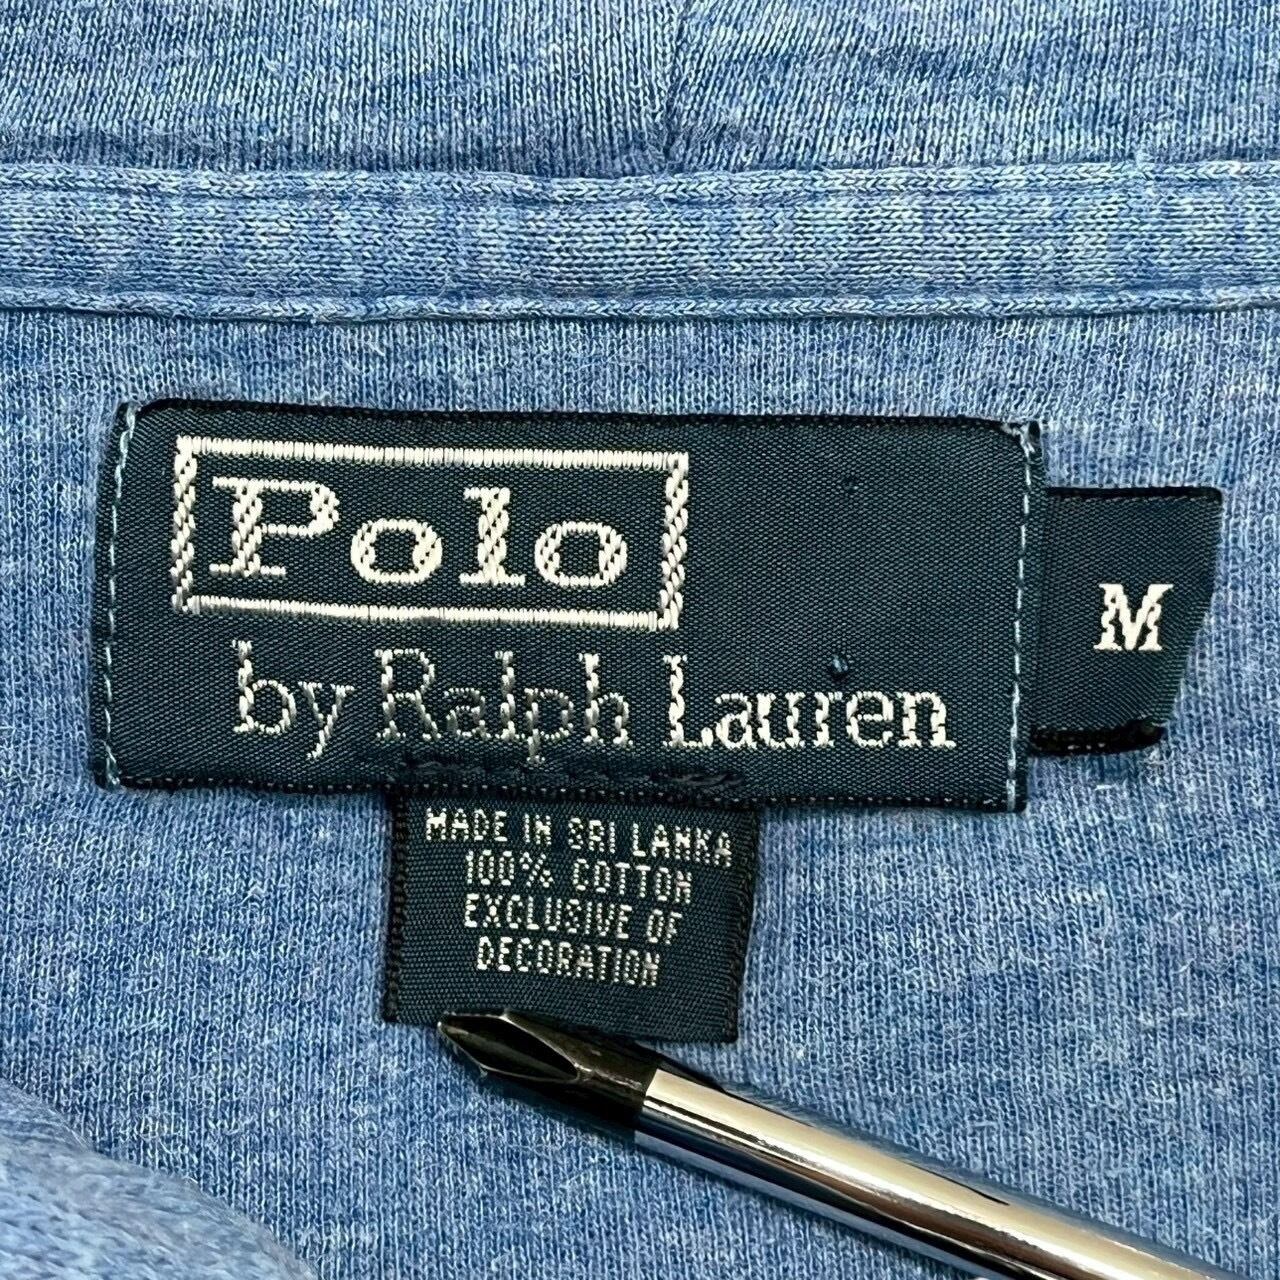 Polo
by Ralph Lauren
M
MADE IN SRI LANKA
100% COTTON
EXCLUSIVE OF
DECORATION